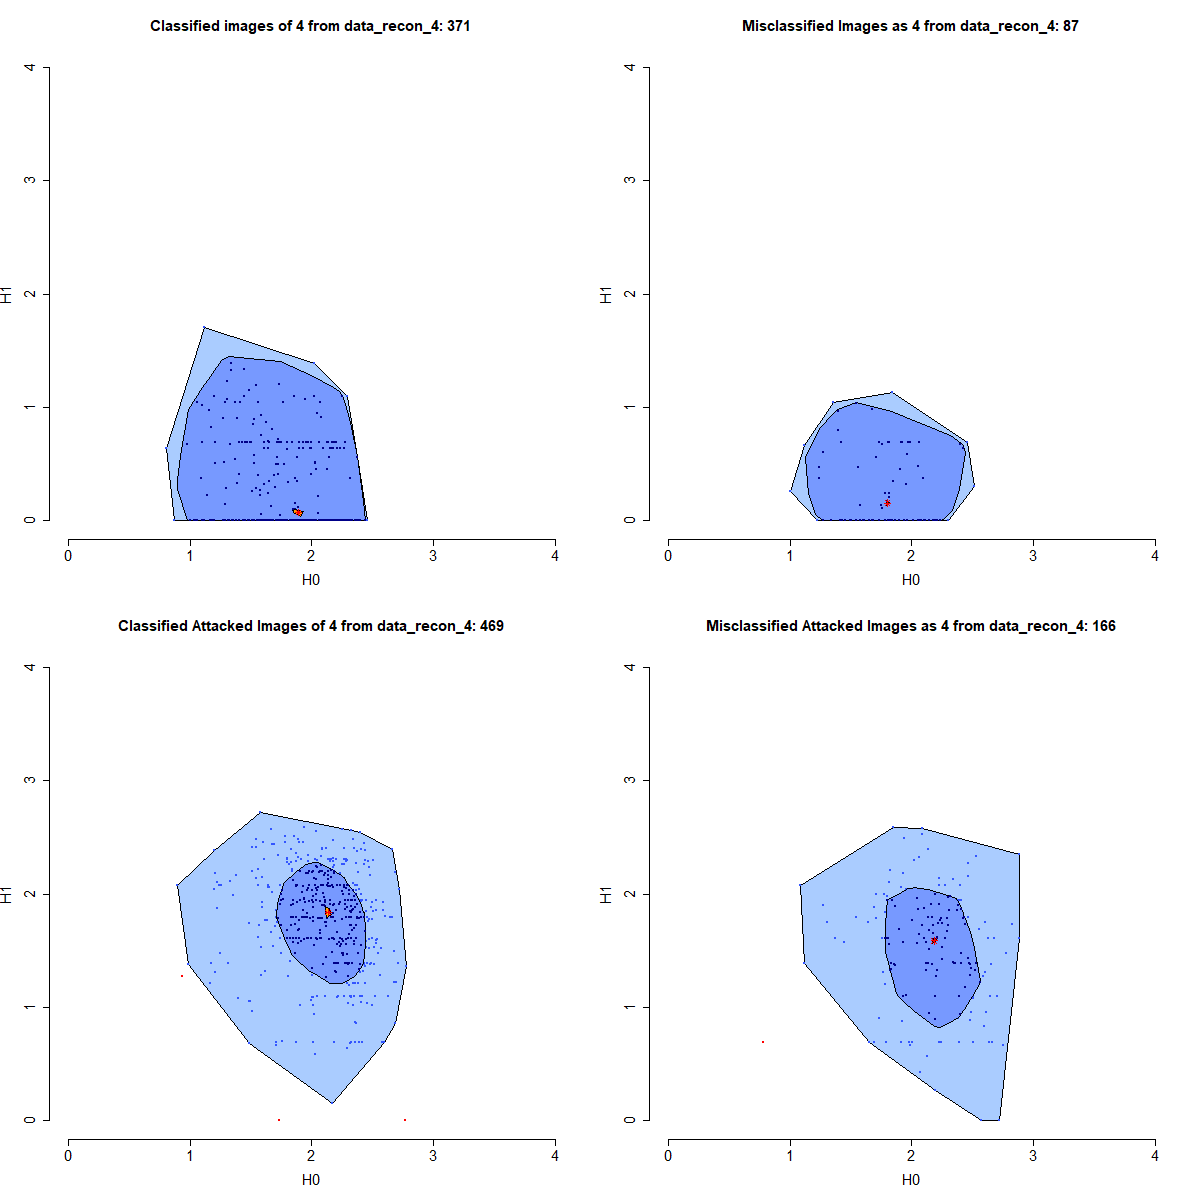 Classified images of 4 from data_recon_4: 371
4
3
2
1
0
H1
0 1 2 3 4
H0
Misclassified Images as 4 from data_recon_4: 87
4
3
2
1
0
H1
0 1 2 3 4
H0
Classified Attacked Images of 4 from data_recon_4: 469
4
3
2
1
0
H1
0 1 2 3 4
H0
Misclassified Attacked Images as 4 from data_recon_4: 166
4
3
2
1
0
H1
0 1 2 3 4
H0